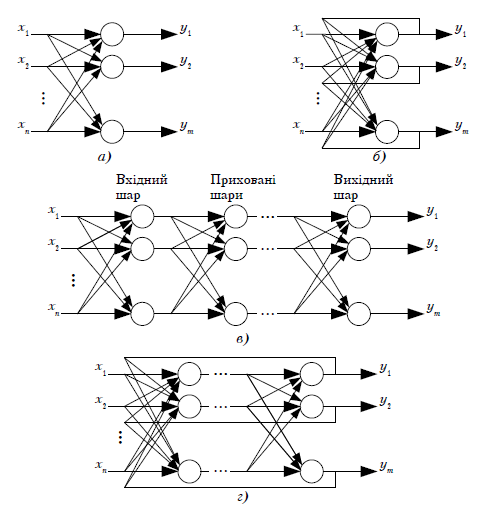 x1 y1 x1 y1
x2 y2 x2 y2
... ...
xn ym xn ym
а) б)
Вхідний Приховані Вихідний
шар шари шар
x1 y1
... ...
x2 y2
... ...
...
xn ym
... ...
в)
x1 ... y1
x2 ... y2
...
xn ... ym
г)